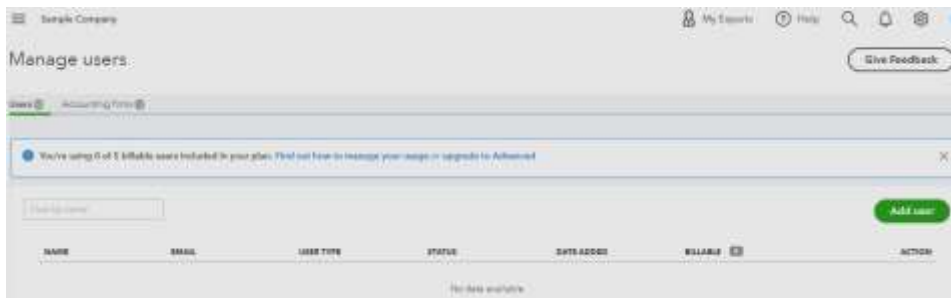 Sample Company My Experts Help
Manage users Give Feedback
Users Accounting firms
You're using 0 of 5 billable users included in your plan. Find out how to manage your usage or upgrade to Advanced
Add user
NAME EMAIL USER TYPE STATUS DATE ADDED BILLABLE ACTION
No data available